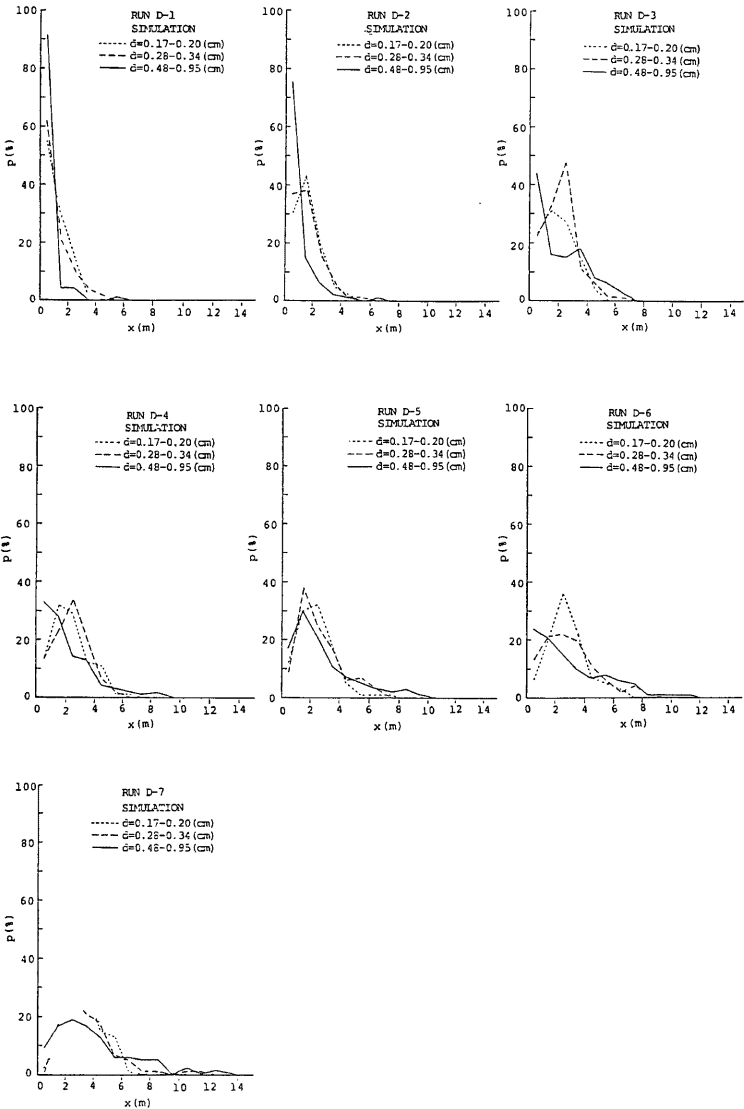 RUN D-1
SIMULATION
d=0.17-0.20(cm)
d=0.28-0.34(cm)
d=0.48-0.95(cm)
100
80
60
40
20
0
p(%)
0 2 4 6 8 10 12 14
x(m)
RUN D-2
SIMULATION
d=0.17-0.20(cm)
d=0.28-0.34(cm)
d=0.48-0.95(cm)
100
80
60
40
20
0
p(%)
0 2 4 6 8 10 12 14
x(m)
RUN D-3
SIMULATION
d=0.17-0.20(cm)
d=0.28-0.34(cm)
d=0.48-0.95(cm)
100
80
60
40
20
0
p(%)
0 2 4 6 8 10 12 14
x(m)
RUN D-4
SIMULATION
d=0.17-0.20(cm)
d=0.28-0.34(cm)
d=0.48-0.95(cm)
100
80
60
40
20
0
p(%)
0 2 4 6 8 10 12 14
x(m)
RUN D-5
SIMULATION
d=0.17-0.20(cm)
d=0.28-0.34(cm)
d=0.48-0.95(cm)
100
80
60
40
20
0
p(%)
0 2 4 6 8 10 12 14
x(m)
RUN D-6
SIMULATION
d=0.17-0.20(cm)
d=0.28-0.34(cm)
d=0.48-0.95(cm)
100
80
60
40
20
0
p(%)
0 2 4 6 8 10 12 14
x(m)
RUN D-7
SIMULATION
d=0.17-0.20(cm)
d=0.28-0.34(cm)
d=0.48-0.95(cm)
100
80
60
40
20
0
p(%)
0 2 4 6 8 10 12 14
x(m)